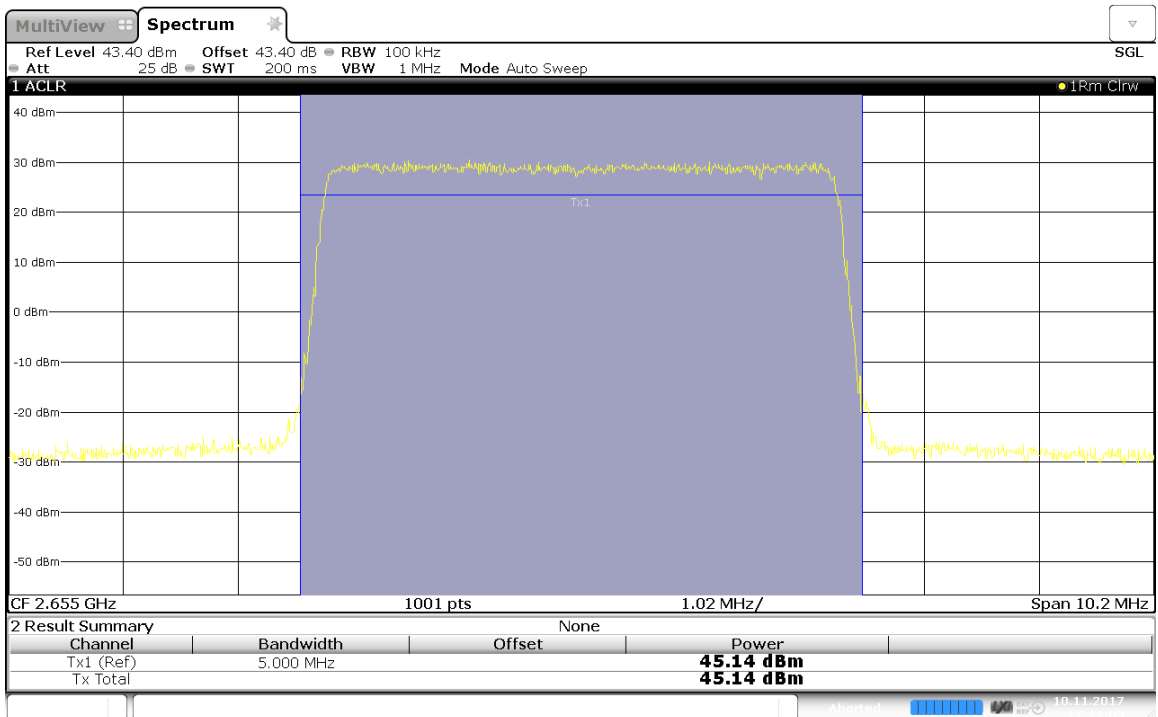 MultiView Spectrum
Ref Level 43.40 dBm Offset 43.40 dB RBW 100 kHz SGL
Att 25 dB SWT 200 ms VBW 1 MHz Mode Auto Sweep
1 ACLR 1Rm Clrw
40 dBm
30 dBm
Tx1
20 dBm
10 dBm
0 dBm
-10 dBm
-20 dBm
-30 dBm
-40 dBm
-50 dBm
CF 2.655 GHz 1001 pts 1.02 MHz/ Span 10.2 MHz
2 Result Summary None
Channel Bandwidth Offset Power
Tx1 (Ref) 5.000 MHz 45.14 dBm
Tx Total 45.14 dBm
Aborted 10.11.2017